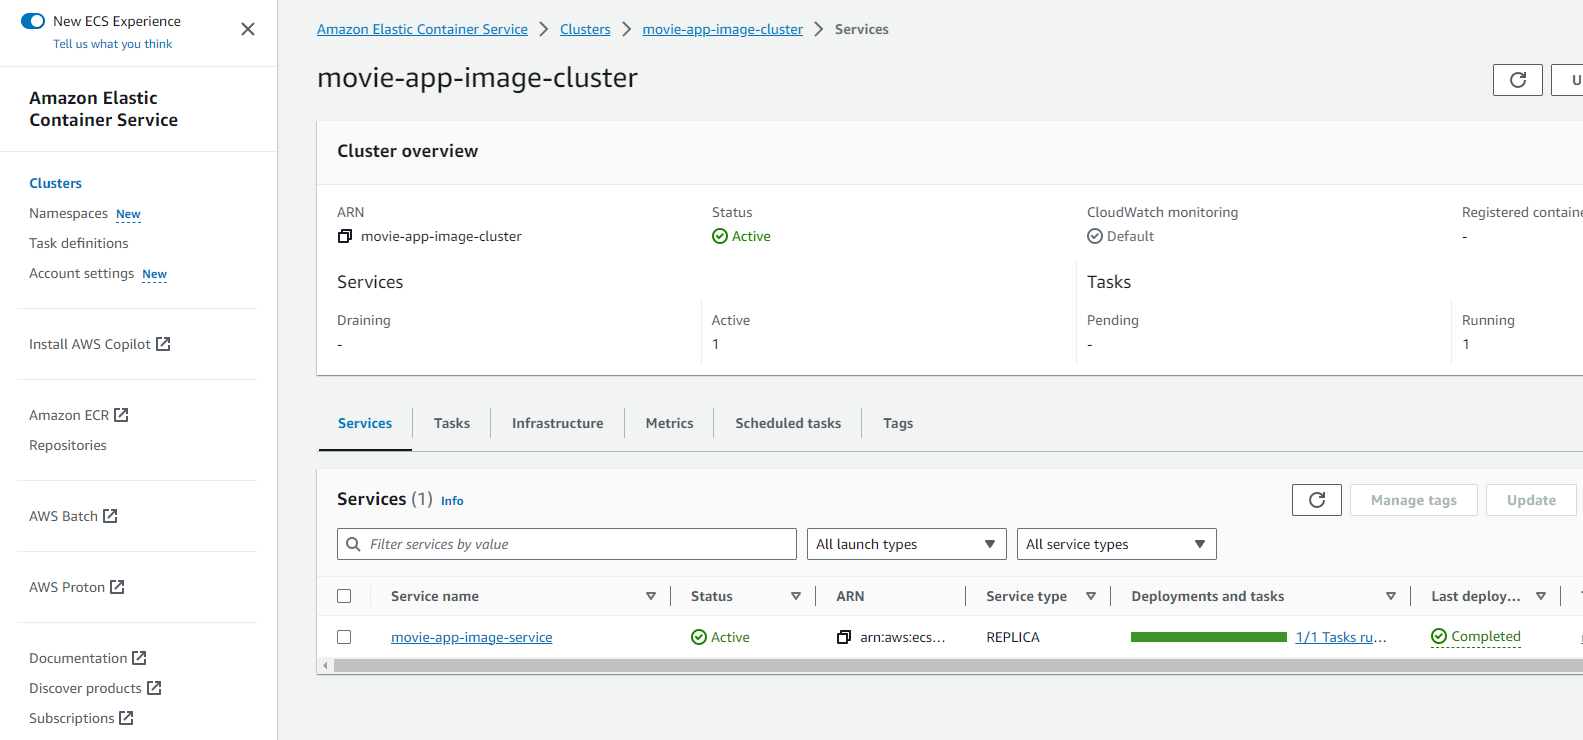 New ECS Experience
Tell us what you think
Amazon Elastic
Container Service
Clusters
Namespaces New
Task definitions
Account settings New
Install AWS Copilot
Amazon ECR
Repositories
AWS Batch
AWS Proton
Documentation
Discover products
Subscriptions
Amazon Elastic Container Service > Clusters > movie-app-image-cluster > Services
movie-app-image-cluster
U
Cluster overview
ARN
movie-app-image-cluster
Status
Active
CloudWatch monitoring
Default
Registered containe
-
Services
Draining
-
Active
1
Tasks
Pending
-
Running
1
Services Tasks Infrastructure Metrics Scheduled tasks Tags
Services (1) Info
Manage tags Update
Filter services by value All launch types All service types
Service name Status ARN Service type Deployments and tasks Last deploy...
movie-app-image-service Active arn:aws:ecs... REPLICA 1/1 Tasks ru... Completed